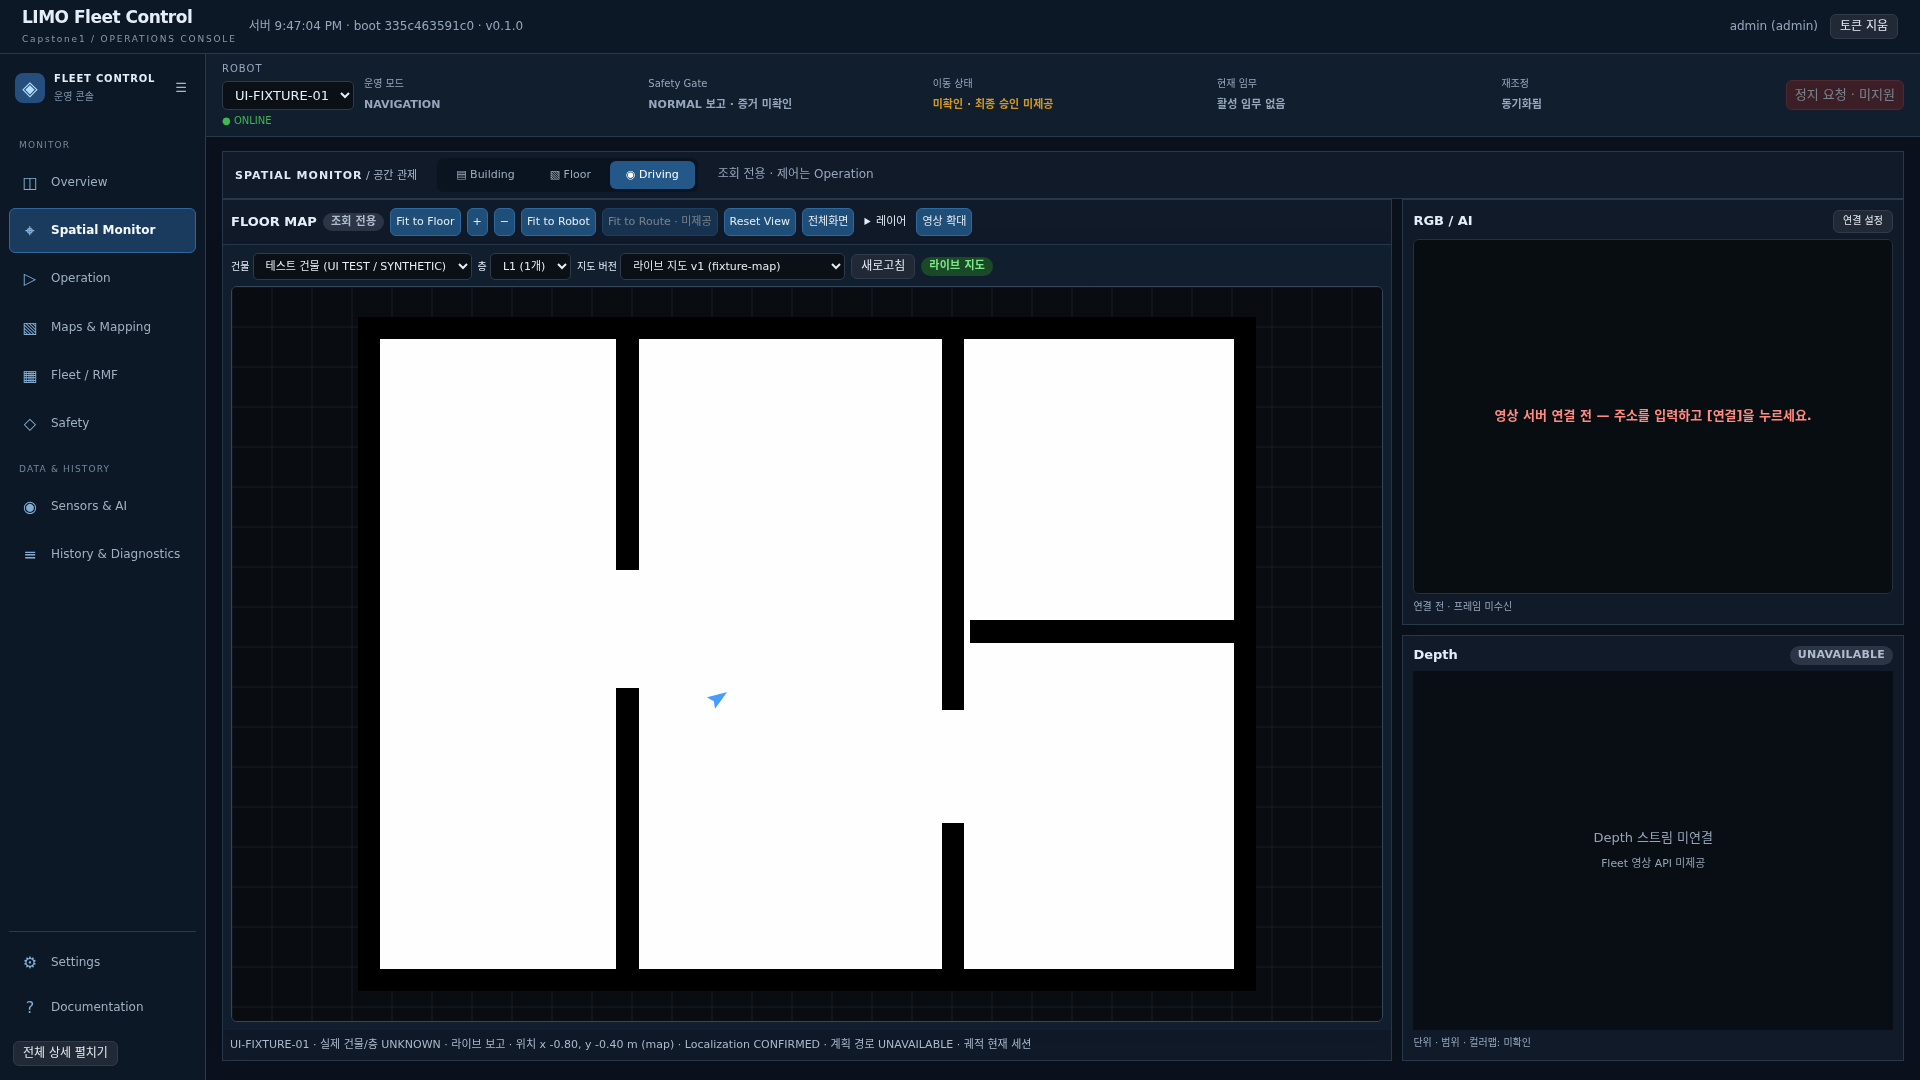 LIMO Fleet Control
Capstone1 / OPERATIONS CONSOLE
서버 9:47:04 PM · boot 335c463591c0 · v0.1.0
admin (admin)
토큰 지움
FLEET CONTROL
운영 콘솔
MONITOR
Overview
Spatial Monitor
Operation
Maps & Mapping
Fleet / RMF
Safety
DATA & HISTORY
Sensors & AI
History & Diagnostics
Settings
Documentation
전체 상세 펼치기
ROBOT
UI-FIXTURE-01
ONLINE
운영 모드
NAVIGATION
Safety Gate
NORMAL 보고 · 증거 미확인
이동 상태
미확인 · 최종 승인 미제공
현재 임무
활성 임무 없음
재조정
동기화됨
정지 요청 · 미지원
SPATIAL MONITOR / 공간 관제
Building
Floor
Driving
조회 전용 · 제어는 Operation
FLOOR MAP 조회 전용 Fit to Floor + − Fit to Robot Fit to Route · 미제공 Reset View 전체화면 ▶ 레이어 영상 확대
건물 테스트 건물 (UI TEST / SYNTHETIC) 층 L1 (1개) 지도 버전 라이브 지도 v1 (fixture-map) 새로고침 라이브 지도
UI-FIXTURE-01 · 실제 건물/층 UNKNOWN · 라이브 보고 · 위치 x -0.80, y -0.40 m (map) · Localization CONFIRMED · 계획 경로 UNAVAILABLE · 궤적 현재 세션
RGB / AI
연결 설정
영상 서버 연결 전 — 주소를 입력하고 [연결]을 누르세요.
연결 전 · 프레임 미수신
Depth
UNAVAILABLE
Depth 스트림 미연결
Fleet 영상 API 미제공
단위 · 범위 · 컬러맵: 미확인